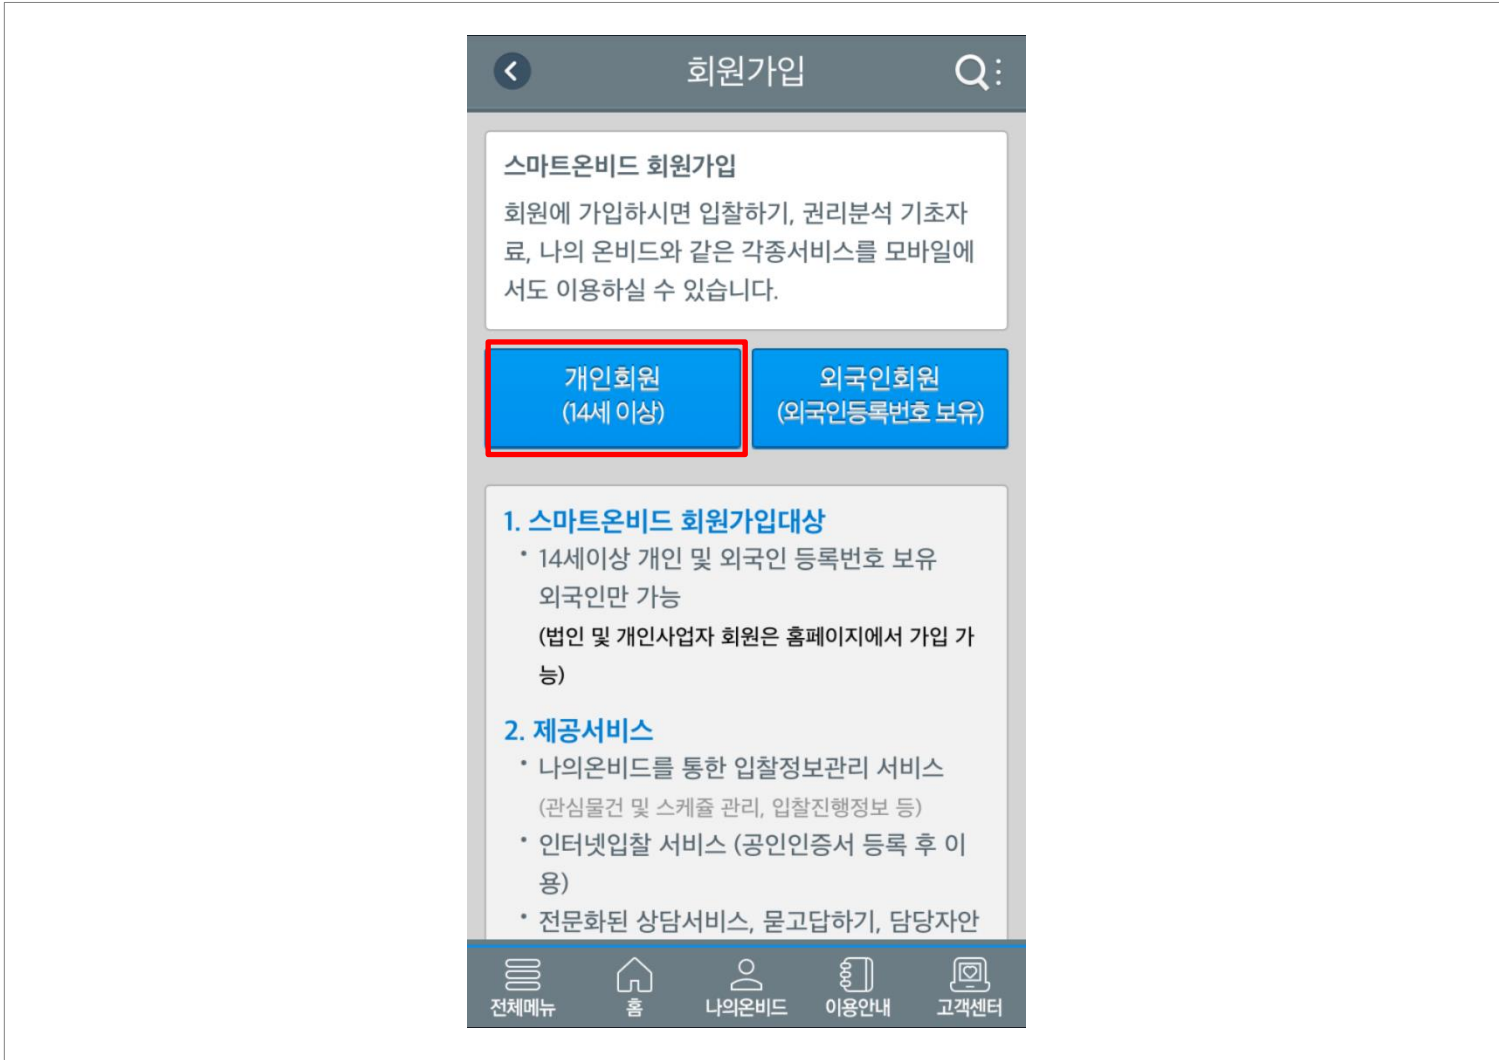 회원가입
스마트온비드 회원가입
회원에 가입하시면 입찰하기, 권리분석 기초자
료, 나의 온비드와 같은 각종서비스를 모바일에
서도 이용하실 수 있습니다.
개인회원
(14세 이상)
외국인회원
(외국인등록번호 보유)
1. 스마트온비드 회원가입대상
• 14세이상 개인 및 외국인 등록번호 보유
외국인만 가능
(법인 및 개인사업자 회원은 홈페이지에서 가입 가
능)
2. 제공서비스
• 나의온비드를 통한 입찰정보관리 서비스
(관심물건 및 스케쥴 관리, 입찰진행정보 등)
• 인터넷입찰 서비스 (공인인증서 등록 후 이
용)
• 전문화된 상담서비스, 묻고답하기, 담당자안
전체메뉴
홈
나의온비드
이용안내
고객센터